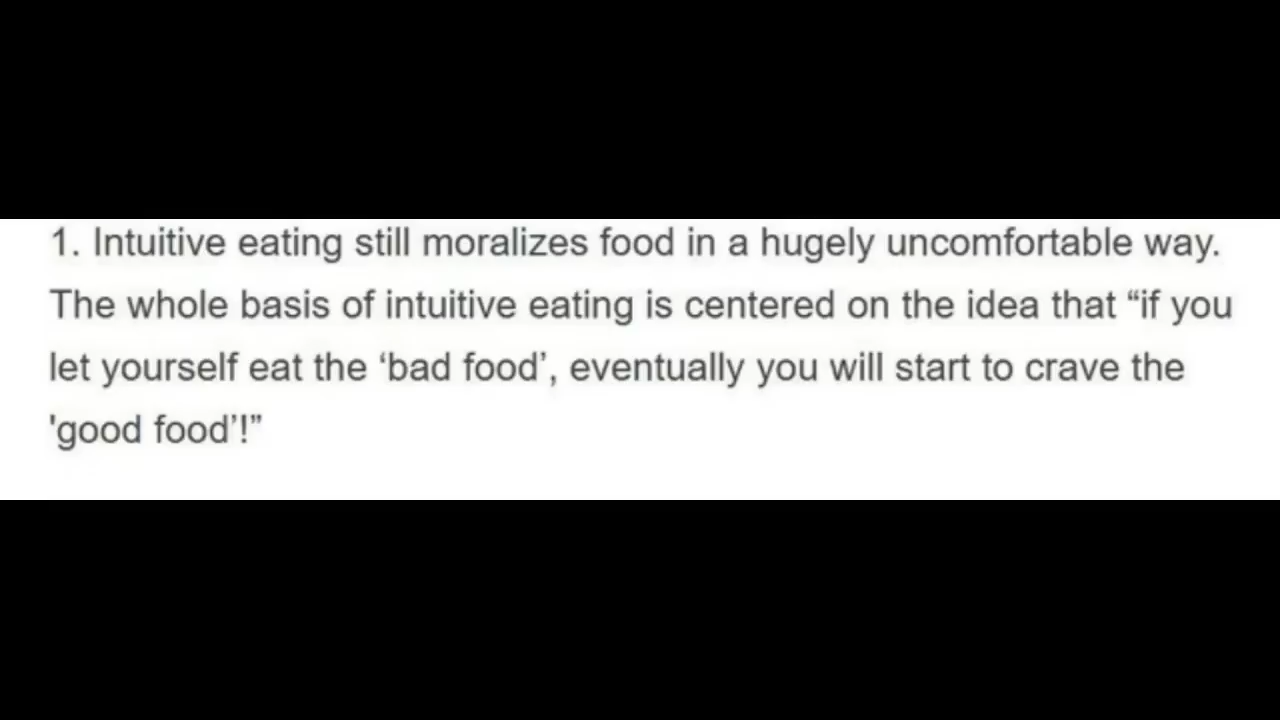 1. Intuitive eating still moralizes food in a hugely uncomfortable way.
The whole basis of intuitive eating is centered on the idea that “if you
let yourself eat the ‘bad food’, eventually you will start to crave the
'good food’!”